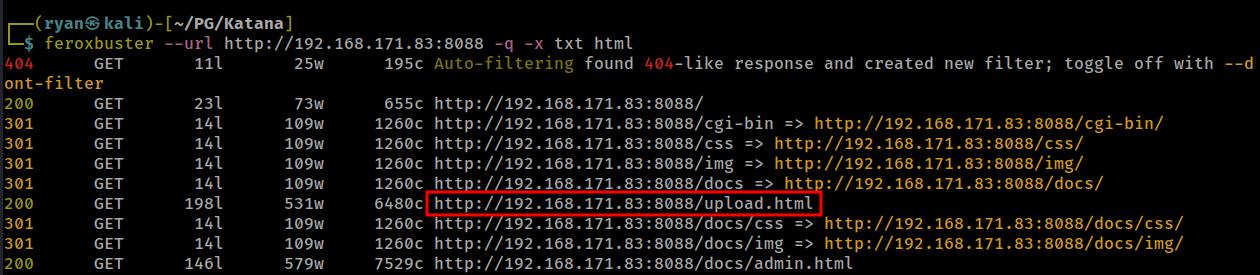 ┌──(ryan㉿kali)-[~/PG/Katana]
└─$ feroxbuster --url http://192.168.171.83:8088 -q -x txt html
404      GET       11l       25w      195c Auto-filtering found 404-like response and created new filter; toggle off with --d
ont-filter
200      GET       23l       73w      655c http://192.168.171.83:8088/
301      GET       14l      109w     1260c http://192.168.171.83:8088/cgi-bin => http://192.168.171.83:8088/cgi-bin/
301      GET       14l      109w     1260c http://192.168.171.83:8088/css => http://192.168.171.83:8088/css/
301      GET       14l      109w     1260c http://192.168.171.83:8088/img => http://192.168.171.83:8088/img/
301      GET       14l      109w     1260c http://192.168.171.83:8088/docs => http://192.168.171.83:8088/docs/
200      GET      198l      531w     6480c http://192.168.171.83:8088/upload.html
301      GET       14l      109w     1260c http://192.168.171.83:8088/docs/css => http://192.168.171.83:8088/docs/css/
301      GET       14l      109w     1260c http://192.168.171.83:8088/docs/img => http://192.168.171.83:8088/docs/img/
200      GET      146l      579w     7529c http://192.168.171.83:8088/docs/admin.html